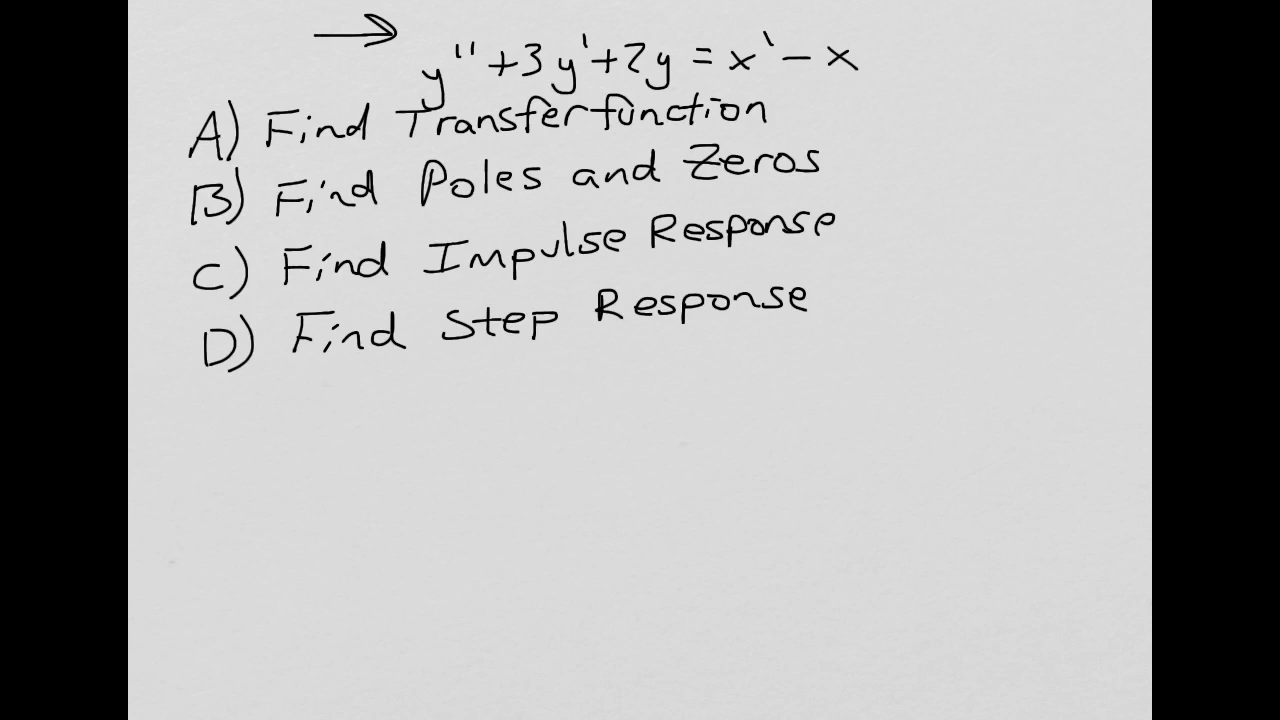 → y'' + 3y' + 2y = x' - x
A) Find Transferfunction
B) Find Poles and Zeros
C) Find Impulse Response
D) Find Step Response